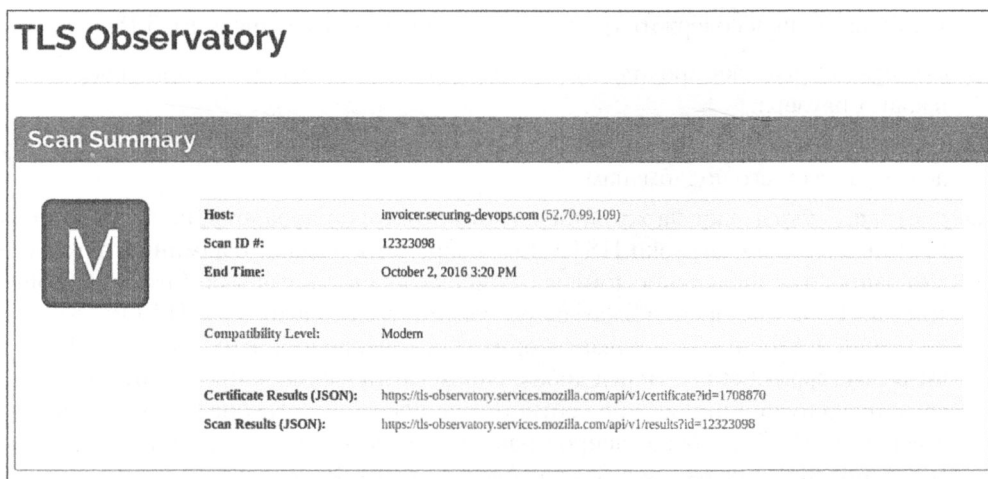 TLS Observatory
Scan Summary
M
Host: invoicer.securing-devops.com (52.70.99.109)
Scan ID #: 12323098
End Time: October 2, 2016 3:20 PM
Compatibility Level: Modern
Certificate Results (JSON): https://tls-observatory.services.mozilla.com/api/v1/certificate?id=1708870
Scan Results (JSON): https://tls-observatory.services.mozilla.com/api/v1/results?id=12323098